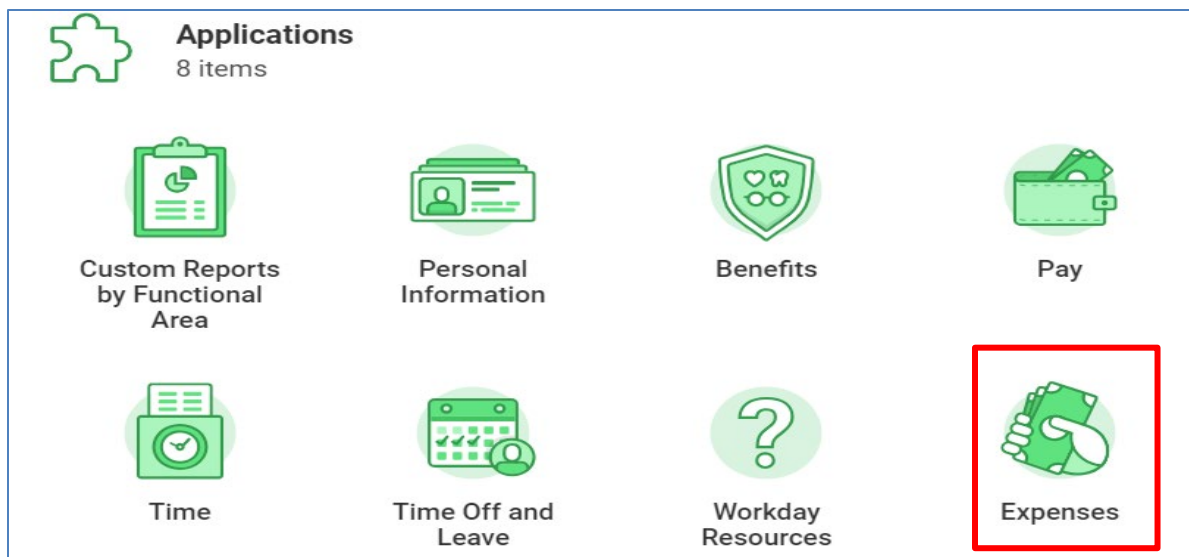 Applications
8 items
Custom Reports
by Functional
Area
Personal
Information
Benefits
Pay
Time
Time Off and
Leave
Workday
Resources
Expenses